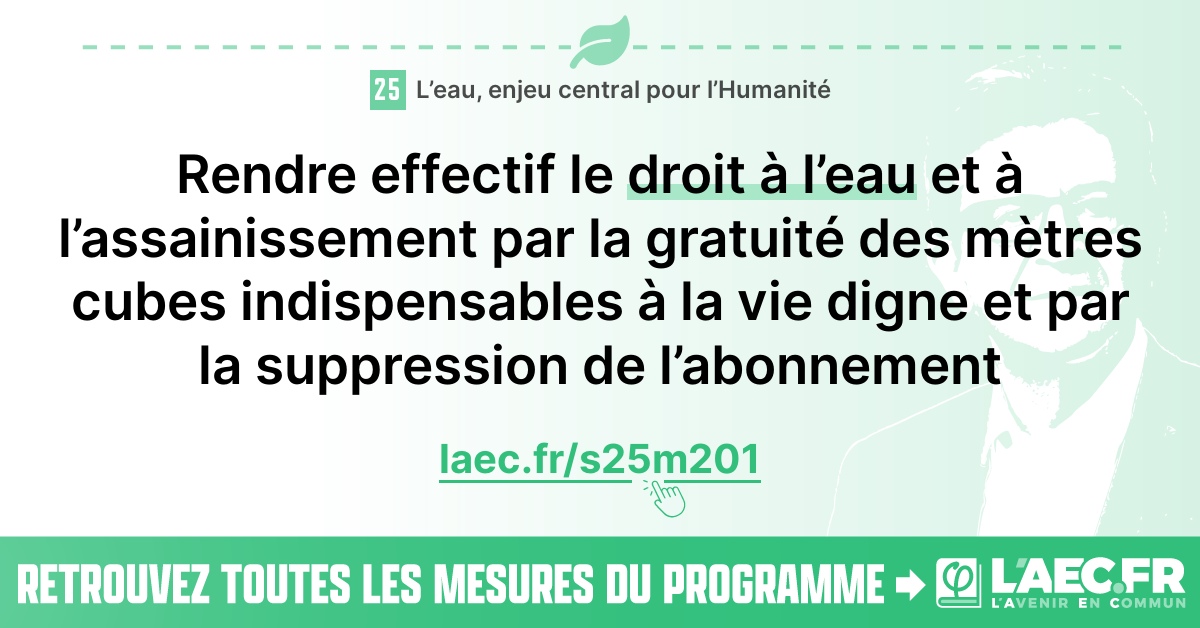 25 L’eau, enjeu central pour l’Humanité
Rendre effectif le droit à l’eau et à
l’assainissement par la gratuité des mètres
cubes indispensables à la vie digne et par
la suppression de l’abonnement
laec.fr/s25m201
RETROUVEZ TOUTES LES MESURES DU PROGRAMME
L’AEC.FR
L’AVENIR EN COMMUN